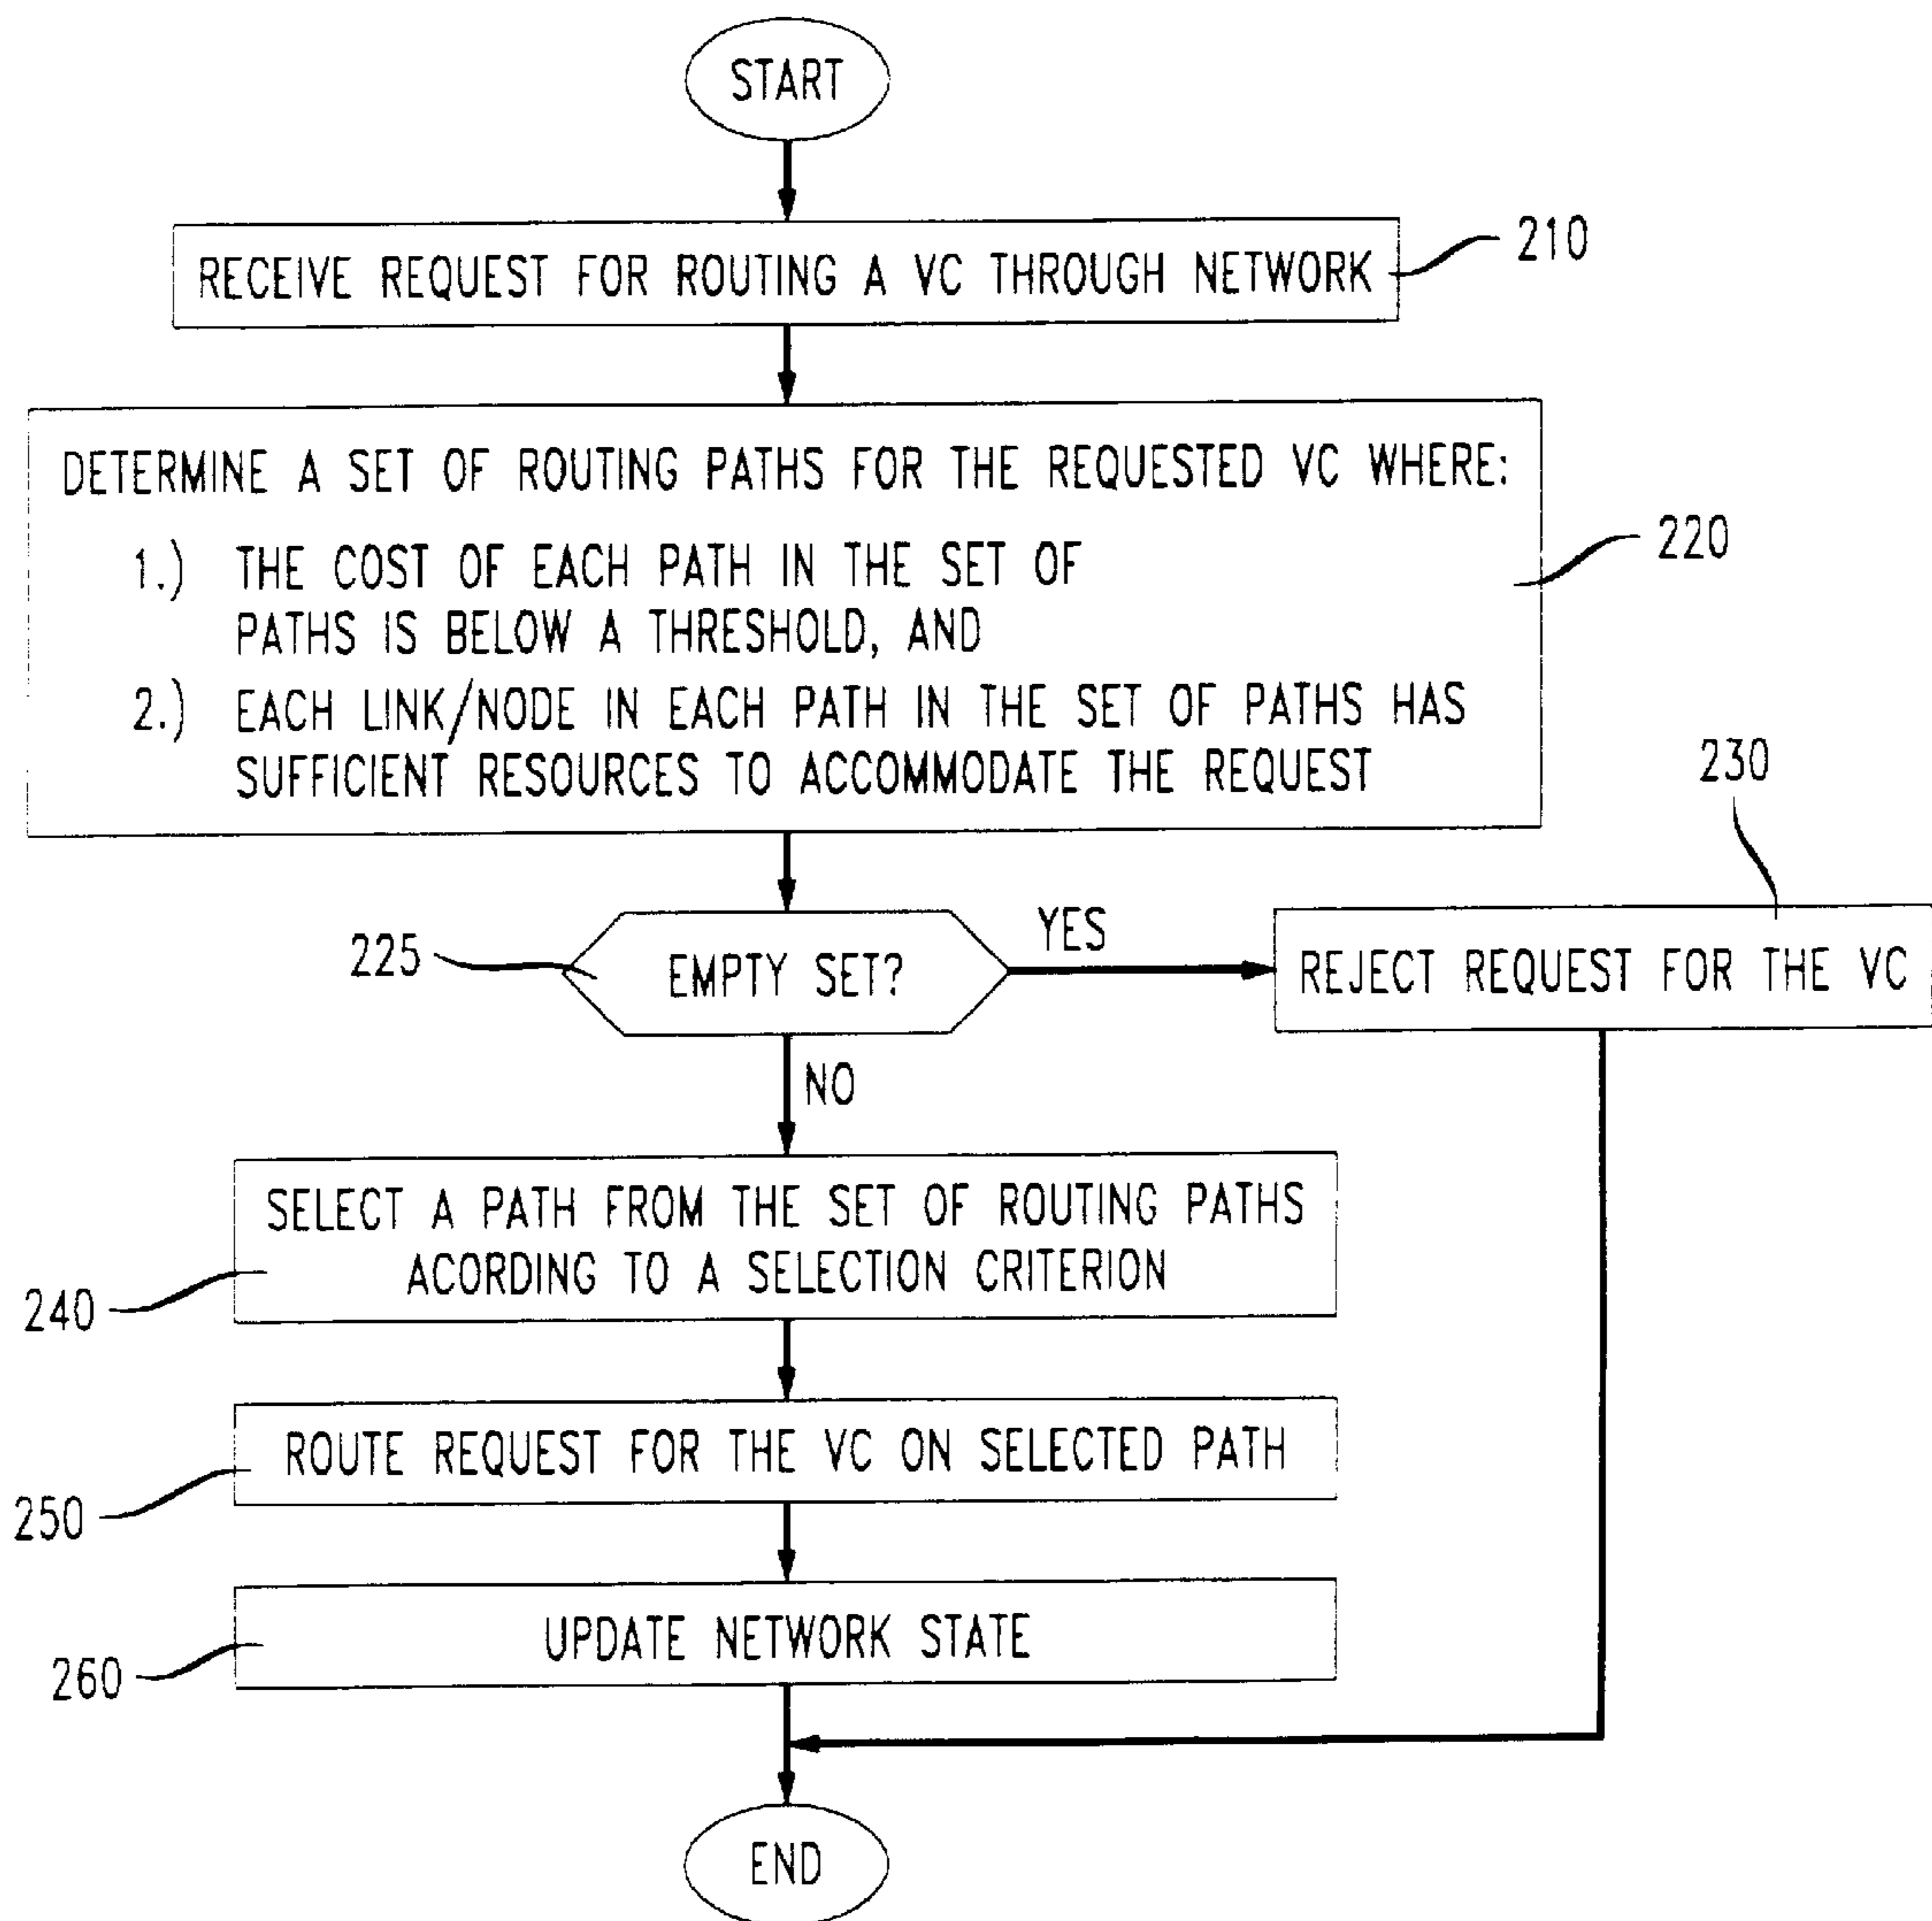 START
RECEIVE REQUEST FOR ROUTING A VC THROUGH NETWORK
210
DETERMINE A SET OF ROUTING PATHS FOR THE REQUESTED VC WHERE:
1.) THE COST OF EACH PATH IN THE SET OF
PATHS IS BELOW A THRESHOLD, AND
2.) EACH LINK/NODE IN EACH PATH IN THE SET OF PATHS HAS
SUFFICIENT RESOURCES TO ACCOMMODATE THE REQUEST
220
225
EMPTY SET?
YES
230
REJECT REQUEST FOR THE VC
NO
SELECT A PATH FROM THE SET OF ROUTING PATHS
ACORDING TO A SELECTION CRITERION
240
ROUTE REQUEST FOR THE VC ON SELECTED PATH
250
UPDATE NETWORK STATE
260
END